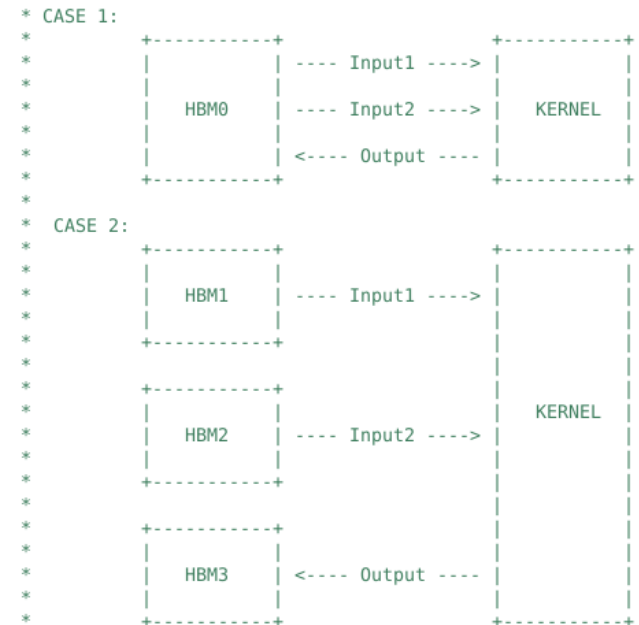 * CASE 1:
*          +-----------+                   +-----------+
*          |           | ---- Input1 ----> |           |
*          |           |                   |           |
*          |   HBM0    | ---- Input2 ----> |   KERNEL  |
*          |           |                   |           |
*          |           | <---- Output ---- |           |
*          +-----------+                   +-----------+
*
*  CASE 2:
*          +-----------+                   +-----------+
*          |           |                   |           |
*          |   HBM1    | ---- Input1 ----> |           |
*          |           |                   |           |
*          +-----------+                   |           |
*                                          |           |
*          +-----------+                   |           |
*          |           |                   |   KERNEL  |
*          |   HBM2    | ---- Input2 ----> |           |
*          |           |                   |           |
*          +-----------+                   |           |
*                                          |           |
*          +-----------+                   |           |
*          |           |                   |           |
*          |   HBM3    | <---- Output ---- |           |
*          |           |                   |           |
*          +-----------+                   +-----------+